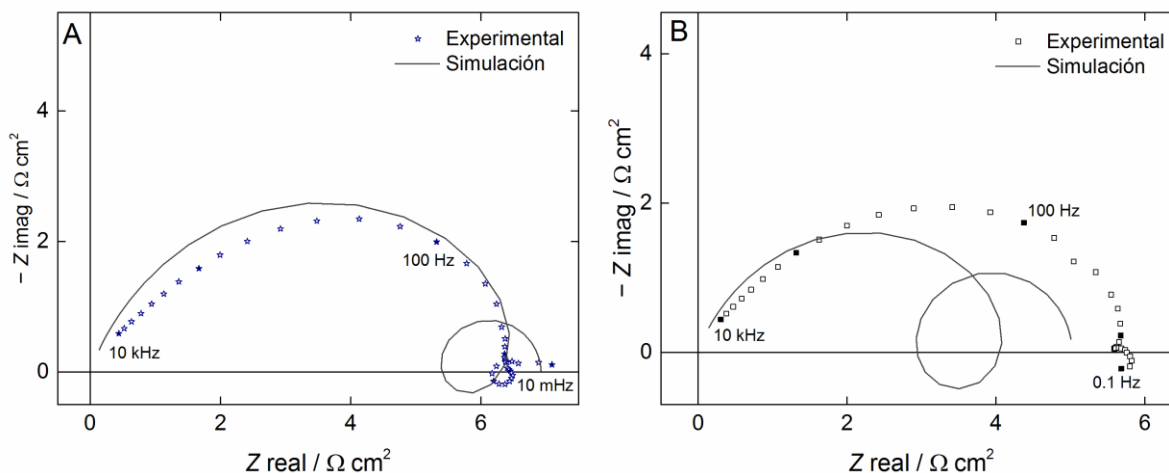 A
☆ Experimental
— Simulación
− Z imag / Ω cm²
4
2
0
100 Hz
10 kHz
10 mHz
0 2 4 6
Z real / Ω cm²
B
□ Experimental
— Simulación
− Z imag / Ω cm²
4
2
0
100 Hz
10 kHz
0.1 Hz
0 2 4 6
Z real / Ω cm²